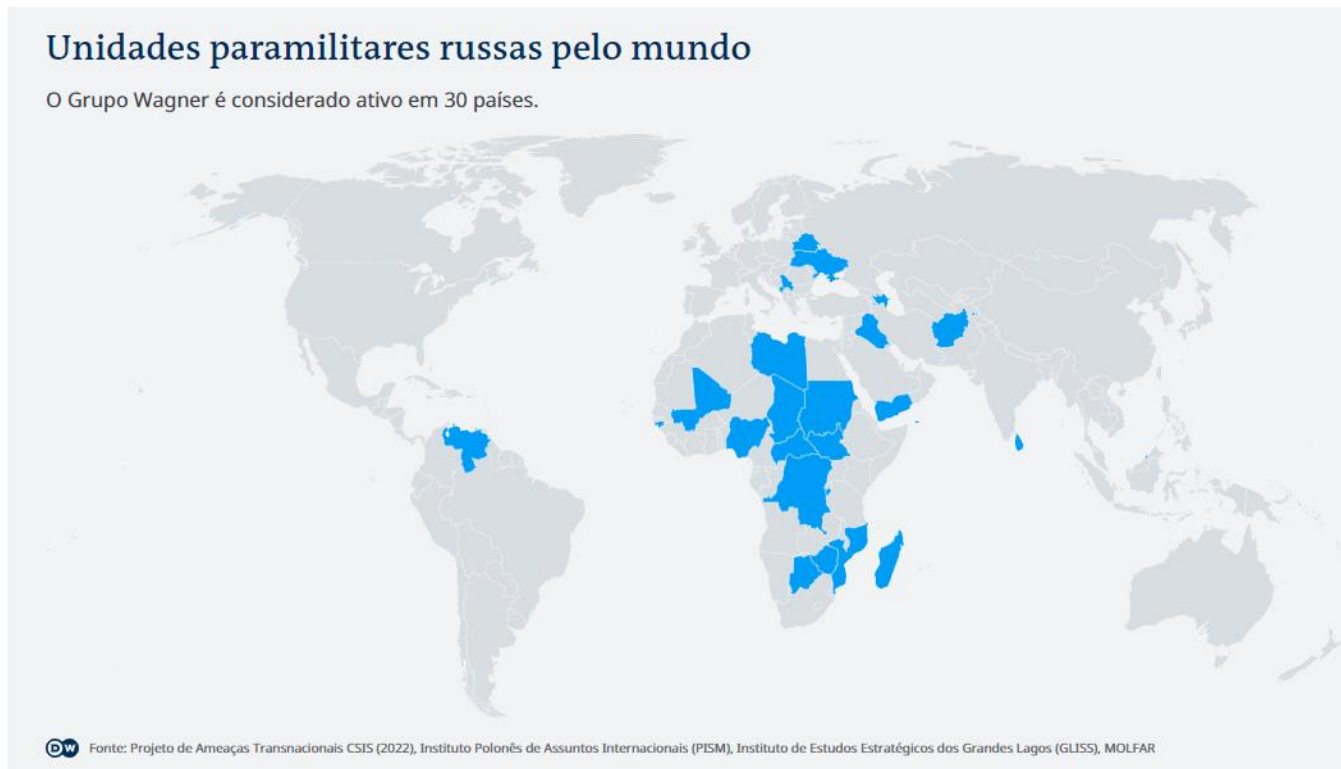 Unidades paramilitares russas pelo mundo
O Grupo Wagner é considerado ativo em 30 países.
DW Fonte: Projeto de Ameaças Transnacionais CSIS (2022), Instituto Polonês de Assuntos Internacionais (PISM), Instituto de Estudos Estratégicos dos Grandes Lagos (GLISS), MOLFAR